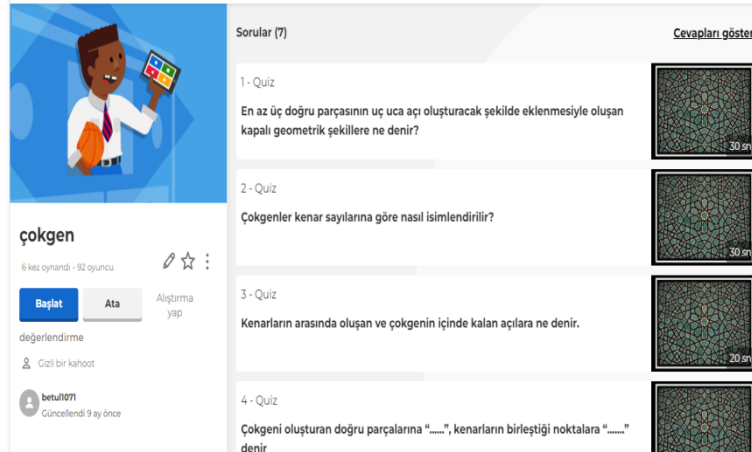 Sorular (7)
Cevapları göster
1 - Quiz
En az üç doğru parçasının uç uca açı oluşturacak şekilde eklenmesiyle oluşan
kapalı geometrik şekillere ne denir?
30 sn
2 - Quiz
Çokgenler kenar sayılarına göre nasıl isimlendirilir?
30 sn
3 - Quiz
Kenarların arasında oluşan ve çokgenin içinde kalan açılara ne denir.
20 sn
4 - Quiz
Çokgeni oluşturan doğru parçalarına “......”, kenarların birleştiği noktalara “......”
denir
çokgen
6 kez oynandı - 92 oyuncu
Başlat
Ata
Alıştırma
yap
değerlendirme
Gizli bir kahoot
betul1071
Güncellendi 9 ay önce